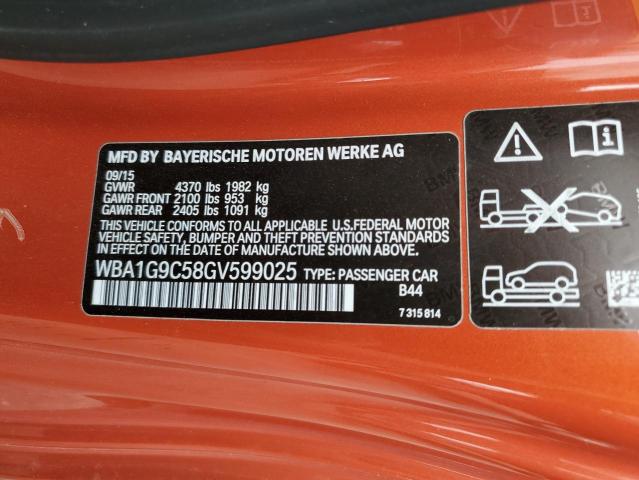 MFD BY BAYERISCHE MOTOREN WERKE AG
09/15
GVWR 4370 lbs 1982 kg
GAWR FRONT 2100 lbs 953 kg
GAWR REAR 2405 lbs 1091 kg
THIS VEHICLE CONFORMS TO ALL APPLICABLE U.S.FEDERAL MOTOR
VEHICLE SAFETY, BUMPER AND THEFT PREVENTION STANDARDS
IN EFFECT ON THE DATE OF MANUFACTURE SHOWN ABOVE.
WBA1G9C58GV599025 TYPE: PASSENGER CAR
B44
7 315 814